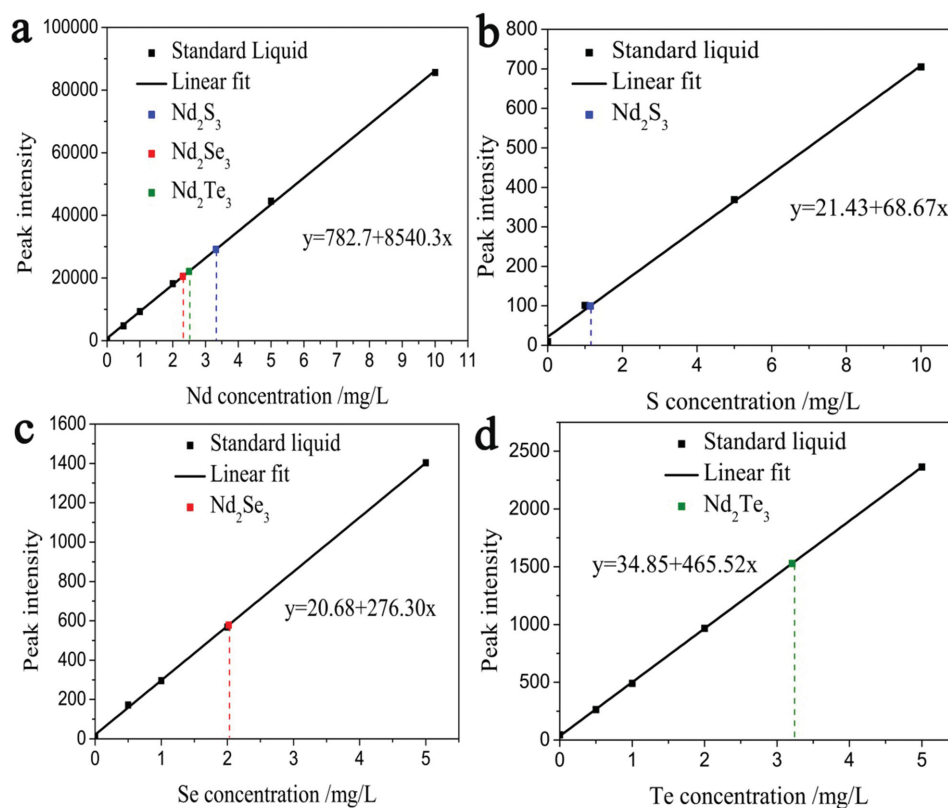 a
100000
80000
60000
40000
20000
0
Peak intensity
Standard Liquid
Linear fit
Nd2S3
Nd2Se3
Nd2Te3
y=782.7+8540.3x
0 1 2 3 4 5 6 7 8 9 10 11
Nd concentration /mg/L
b
800
700
600
500
400
300
200
100
0
Peak intensity
Standard liquid
Linear fit
Nd2S3
y=21.43+68.67x
0 2 4 6 8 10
S concentration /mg/L
c
1600
1400
1200
1000
800
600
400
200
0
Peak intensity
Standard liquid
Linear fit
Nd2Se3
y=20.68+276.30x
0 1 2 3 4 5
Se concentration /mg/L
d
2500
2000
1500
1000
500
0
Peak intensity
Standard liquid
Linear fit
Nd2Te3
y=34.85+465.52x
0 1 2 3 4 5
Te concentration /mg/L